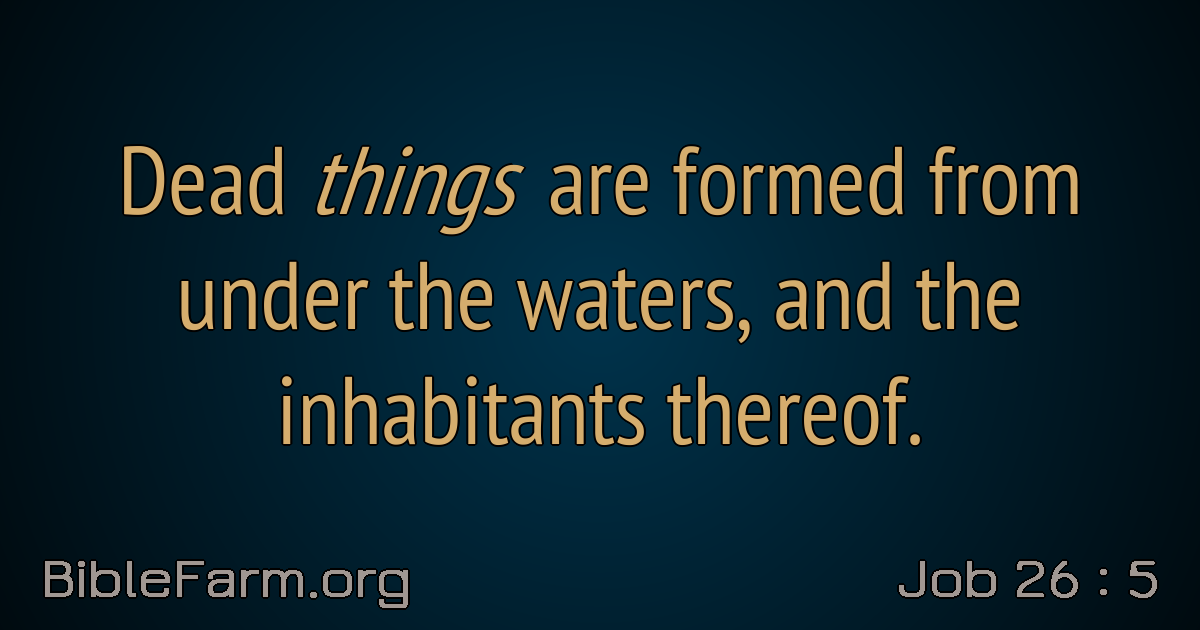 Dead things are formed from
under the waters, and the
inhabitants thereof.
BibleFarm.org
Job 26 : 5